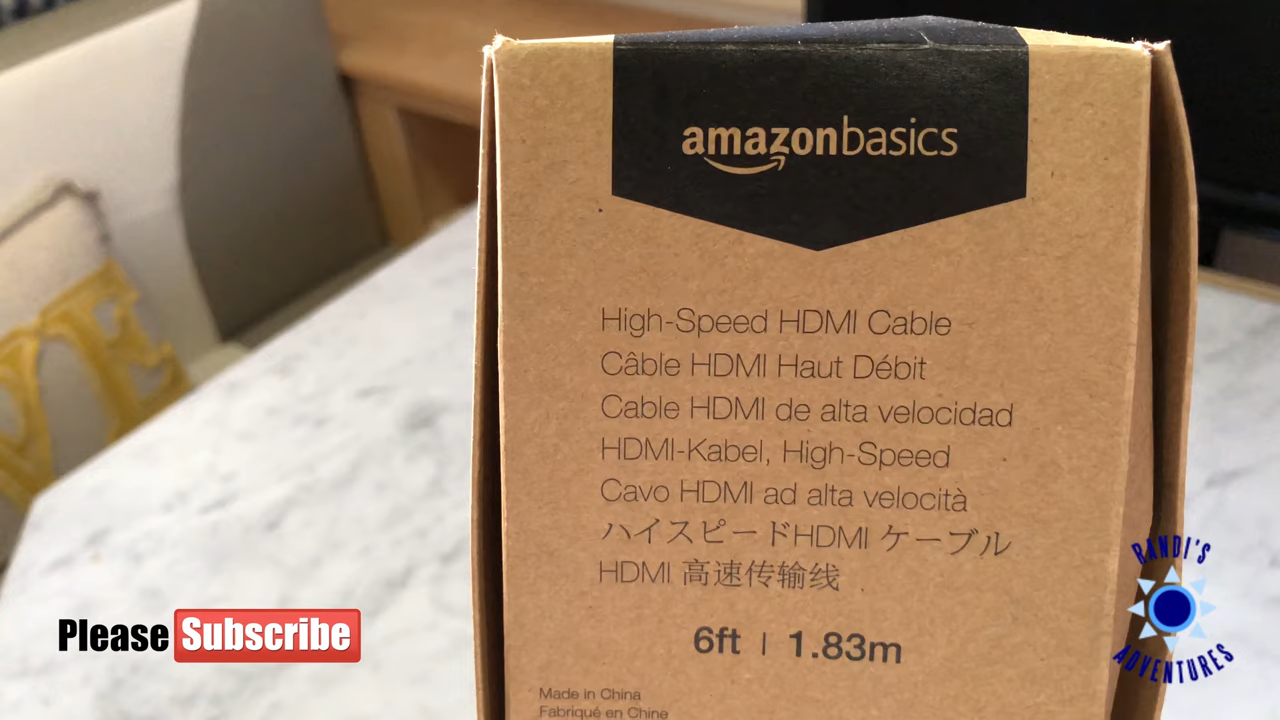 amazonbasics
High-Speed HDMI Cable
Câble HDMI Haut Débit
Cable HDMI de alta velocidad
HDMI-Kabel, High-Speed
Cavo HDMI ad alta velocità
ハイスピードHDMI ケーブル
HDMI 高速传输线
6ft | 1.83m
Made in China
Fabriqué en Chine
VE
Please Subscribe
RANDI'S
ADVENTURES